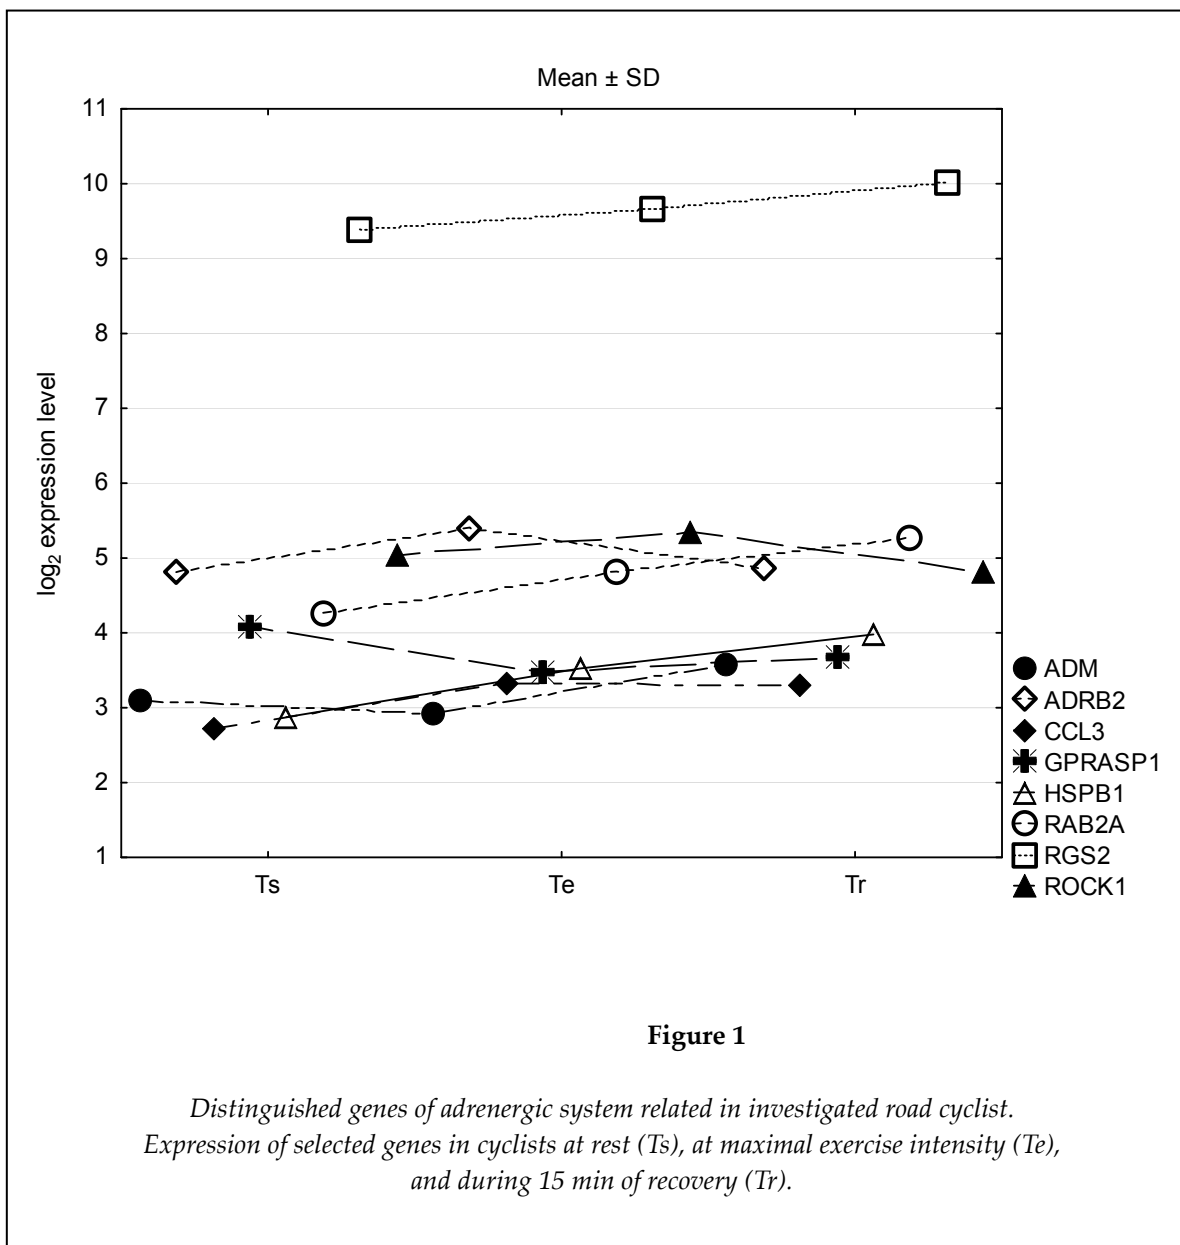 Mean ± SD
11
10
9
8
7
6
5
4
3
2
1
log2 expression level
Ts
Te
Tr
ADM
ADRB2
CCL3
GPRASP1
HSPB1
RAB2A
RGS2
ROCK1
Figure 1
Distinguished genes of adrenergic system related in investigated road cyclist.
Expression of selected genes in cyclists at rest (Ts), at maximal exercise intensity (Te),
and during 15 min of recovery (Tr).